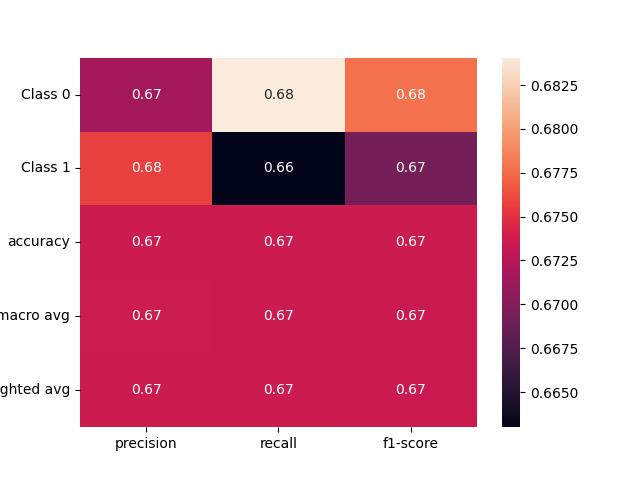 Class 0 0.67 0.68 0.68
Class 1 0.68 0.66 0.67
accuracy 0.67 0.67 0.67
macro avg 0.67 0.67 0.67
ghted avg 0.67 0.67 0.67
precision recall f1-score
0.6825
0.6800
0.6775
0.6750
0.6725
0.6700
0.6675
0.6650